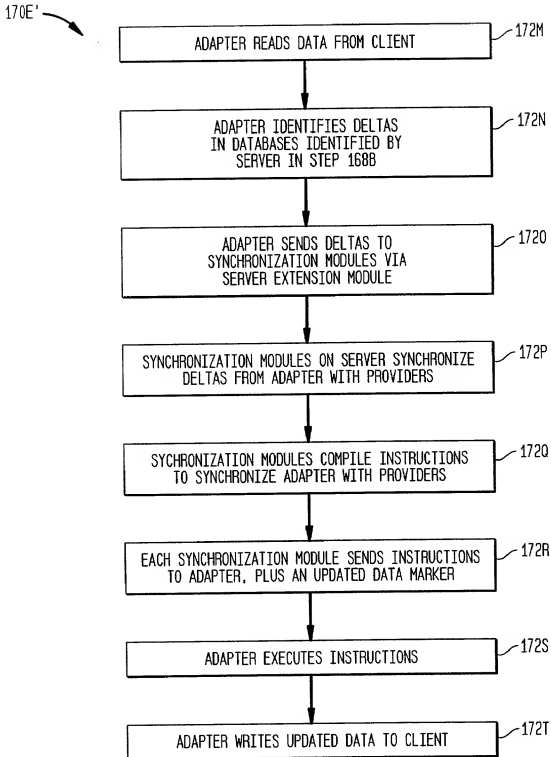 170E'
ADAPTER READS DATA FROM CLIENT
172M
ADAPTER IDENTIFIES DELTAS
IN DATABASES IDENTIFIED BY
SERVER IN STEP 168B
172N
ADAPTER SENDS DELTAS TO
SYNCHRONIZATION MODULES VIA
SERVER EXTENSION MODULE
172O
SYNCHRONIZATION MODULES ON SERVER SYNCHRONIZE
DELTAS FROM ADAPTER WITH PROVIDERS
172P
SYCHRONIZATION MODULES COMPILE INSTRUCTIONS
TO SYNCHRONIZE ADAPTER WITH PROVIDERS
172Q
EACH SYNCHRONIZATION MODULE SENDS INSTRUCTIONS
TO ADAPTER, PLUS AN UPDATED DATA MARKER
172R
ADAPTER EXECUTES INSTRUCTIONS
172S
ADAPTER WRITES UPDATED DATA TO CLIENT
172T